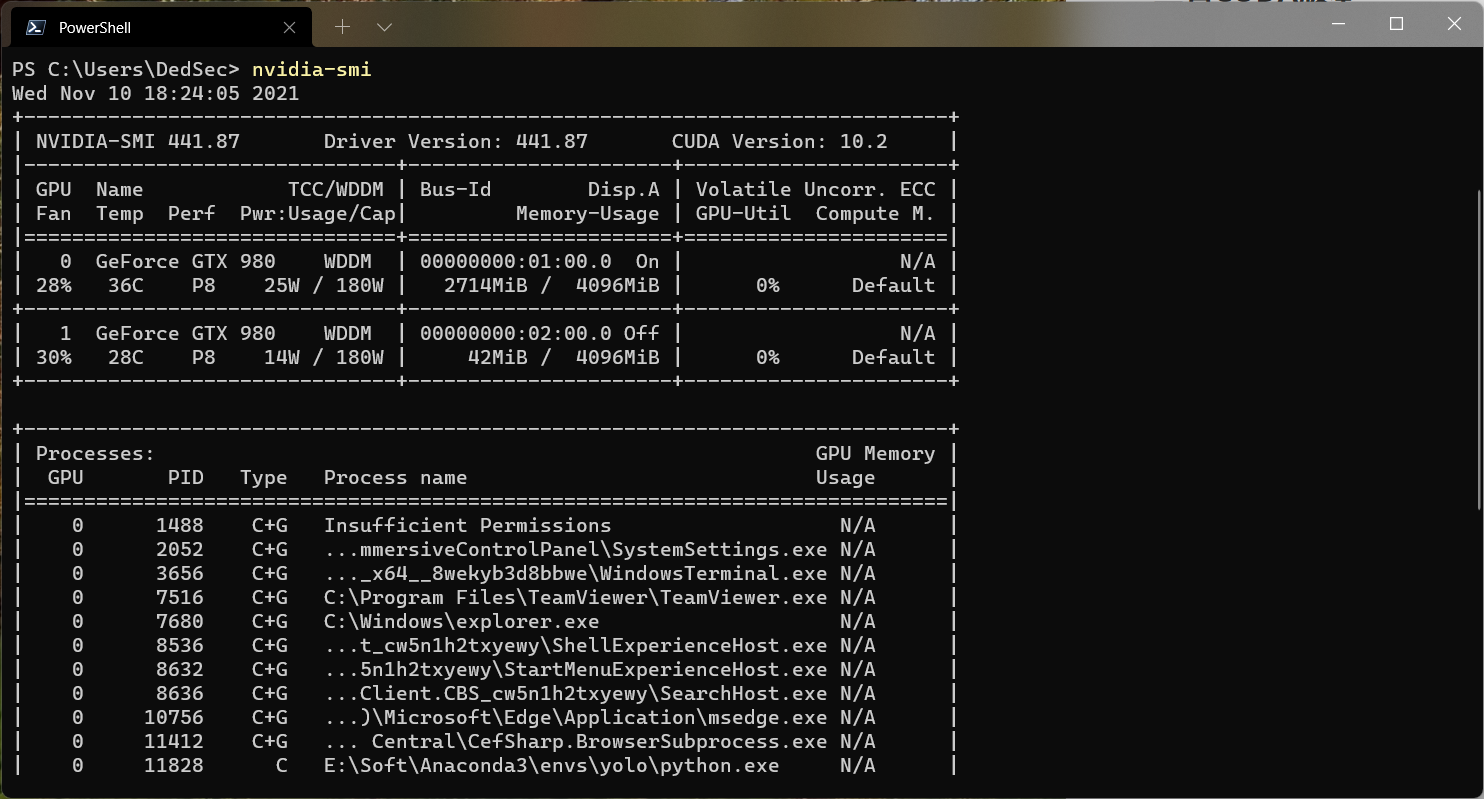 PowerShell
PS C:\Users\DedSec> nvidia-smi
Wed Nov 10 18:24:05 2021
+-----------------------------------------------------------------------------+
| NVIDIA-SMI 441.87       Driver Version: 441.87       CUDA Version: 10.2     |
|-------------------------------+----------------------+----------------------+
| GPU  Name            TCC/WDDM | Bus-Id        Disp.A | Volatile Uncorr. ECC |
| Fan  Temp  Perf  Pwr:Usage/Cap|         Memory-Usage | GPU-Util  Compute M. |
|===============================+======================+======================|
|   0  GeForce GTX 980    WDDM  | 00000000:01:00.0  On |                  N/A |
| 28%   36C    P8    25W / 180W |   2714MiB /  4096MiB |      0%      Default |
+-------------------------------+----------------------+----------------------+
|   1  GeForce GTX 980    WDDM  | 00000000:02:00.0 Off |                  N/A |
| 30%   28C    P8    14W / 180W |     42MiB /  4096MiB |      0%      Default |
+-------------------------------+----------------------+----------------------+
+-----------------------------------------------------------------------------+
| Processes:                                                       GPU Memory |
|  GPU       PID   Type   Process name                             Usage      |
|=============================================================================|
|    0      1488    C+G   Insufficient Permissions                   N/A      |
|    0      2052    C+G   ...mmersiveControlPanel\SystemSettings.exe N/A      |
|    0      3656    C+G   ..._x64__8wekyb3d8bbwe\WindowsTerminal.exe N/A      |
|    0      7516    C+G   C:\Program Files\TeamViewer\TeamViewer.exe N/A      |
|    0      7680    C+G   C:\Windows\explorer.exe                    N/A      |
|    0      8536    C+G   ...t_cw5n1h2txyewy\ShellExperienceHost.exe N/A      |
|    0      8632    C+G   ...5n1h2txyewy\StartMenuExperienceHost.exe N/A      |
|    0      8636    C+G   ...Client.CBS_cw5n1h2txyewy\SearchHost.exe N/A      |
|    0     10756    C+G   ...)\Microsoft\Edge\Application\msedge.exe N/A      |
|    0     11412    C+G   ... Central\CefSharp.BrowserSubprocess.exe N/A      |
|    0     11828      C   E:\Soft\Anaconda3\envs\yolo\python.exe     N/A      |